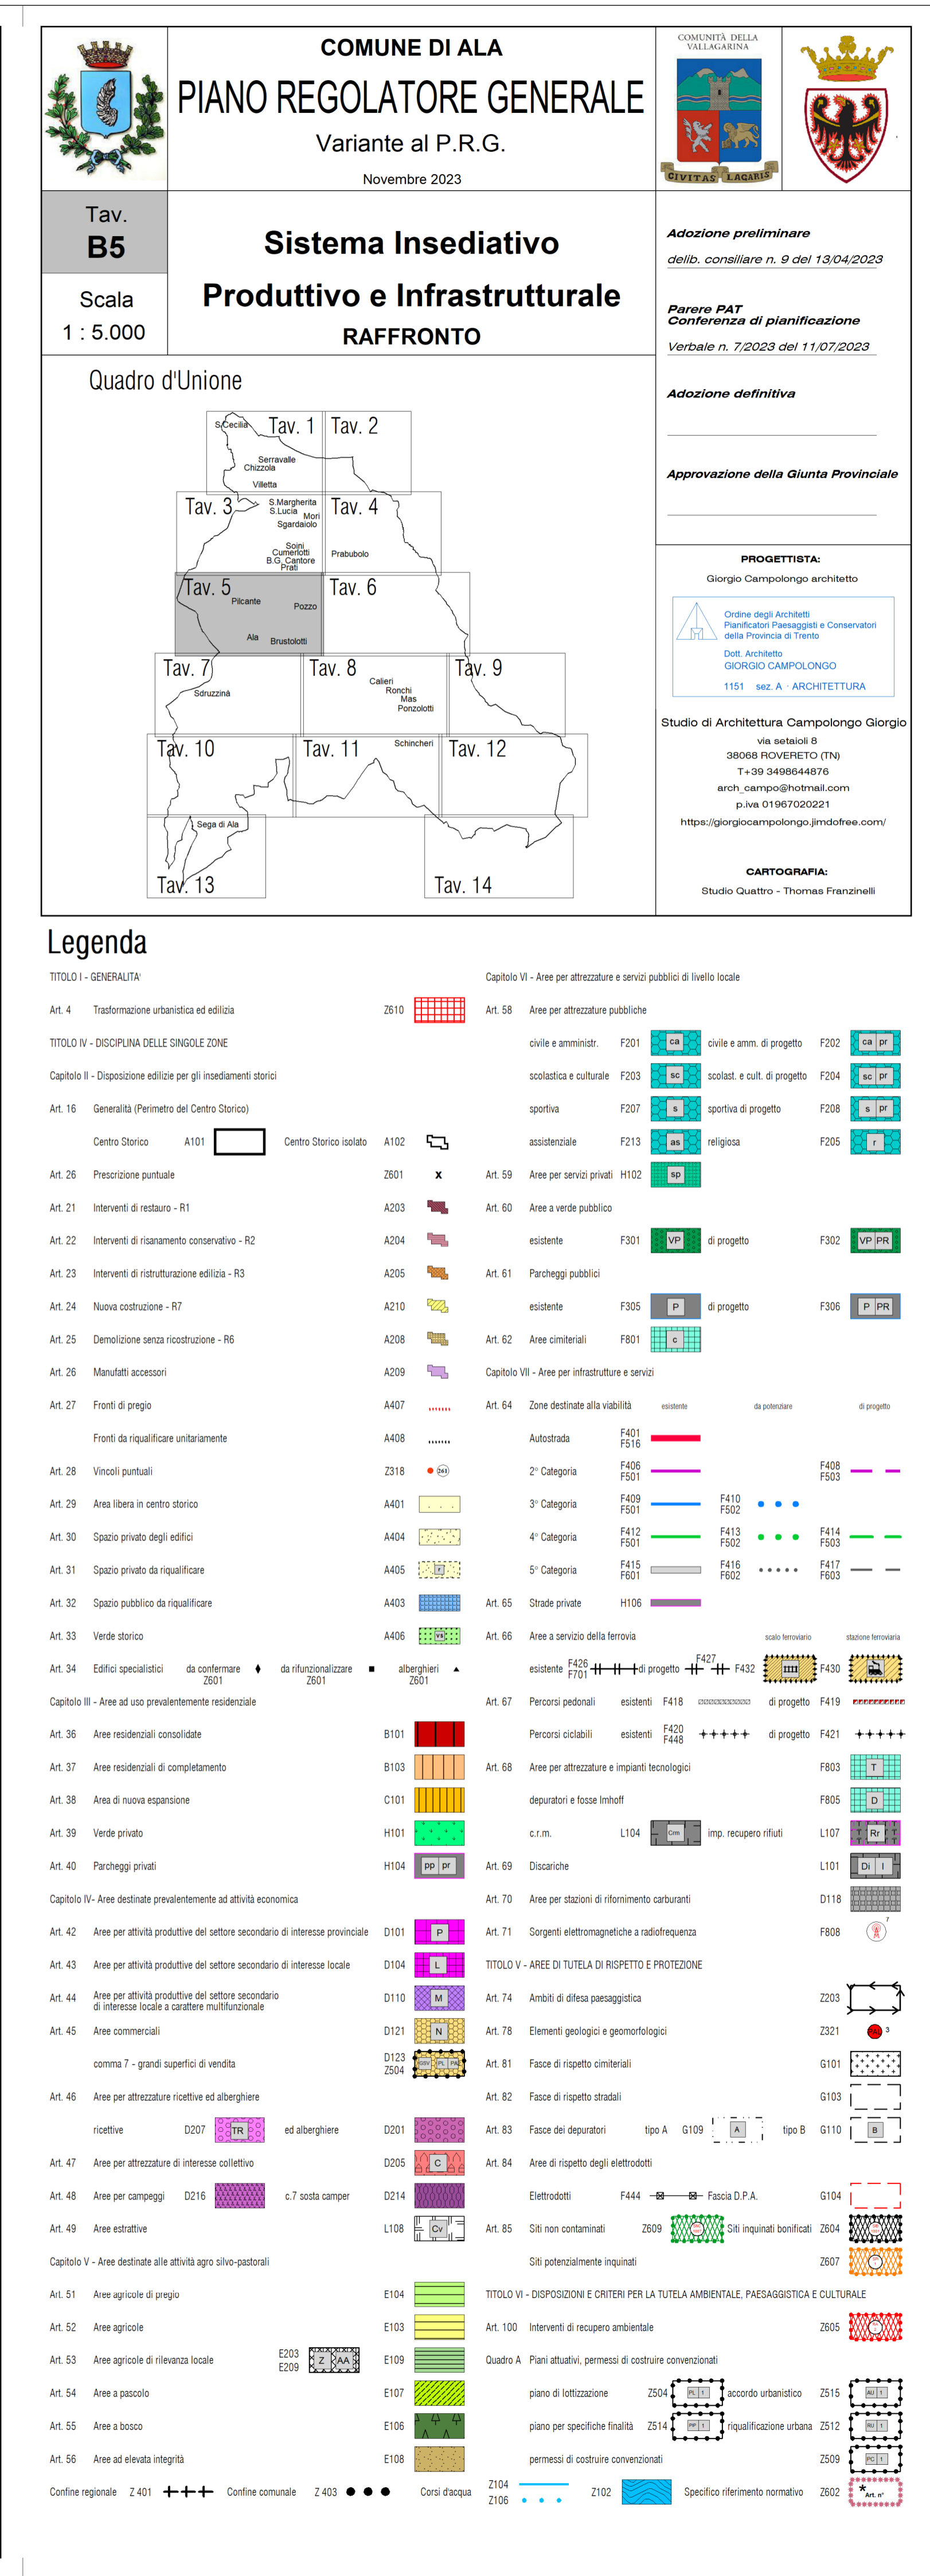 COMUNE DI ALA
PIANO REGOLATORE GENERALE
Variante al P.R.G.
Novembre 2023
COMUNITÀ DELLA
VALLAGARINA
CIVITAS LAGARIS
Tav.
B5
Scala
1 : 5.000
Sistema Insediativo
Produttivo e Infrastrutturale
RAFFRONTO
Adozione preliminare
delib. consiliare n. 9 del 13/04/2023
Parere PAT
Conferenza di pianificazione
Verbale n. 7/2023 del 11/07/2023
Adozione definitiva
Approvazione della Giunta Provinciale
Quadro d'Unione
S.Cecilia Tav. 1 Tav. 2
Serravalle
Chizzola
Villetta
Tav. 3 Tav. 4
S.Margherita
S.Lucia
Mori
Sgardaiolo
Soini
Cumerlotti
B.G. Cantore
Prati
Prabubolo
Tav. 5 Tav. 6
Pilcante
Pozzo
Ala
Brustolotti
Tav. 7 Tav. 8 Tav. 9
Sdruzzinà
Calieri
Ronchi
Mas
Ponzolotti
Tav. 10 Tav. 11 Schincheri Tav. 12
Sega di Ala
Tav. 13 Tav. 14
PROGETTISTA:
Giorgio Campolongo architetto
Ordine degli Architetti
Pianificatori Paesaggisti e Conservatori
della Provincia di Trento
Dott. Architetto
GIORGIO CAMPOLONGO
1151 sez. A - ARCHITETTURA
Studio di Architettura Campolongo Giorgio
via setaioli 8
38068 ROVERETO (TN)
T+39 3498644876
arch_campo@hotmail.com
p.iva 01967020221
https://giorgiocampolongo.jimdofree.com/
CARTOGRAFIA:
Studio Quattro - Thomas Franzinelli
Legenda
TITOLO I - GENERALITA'
Art. 4 Trasformazione urbanistica ed edilizia Z610
TITOLO IV - DISCIPLINA DELLE SINGOLE ZONE
Capitolo II - Disposizione edilizie per gli insediamenti storici
Art. 16 Generalità (Perimetro del Centro Storico)
Centro Storico A101 Centro Storico isolato A102
Art. 26 Prescrizione puntuale Z601 x
Art. 21 Interventi di restauro - R1 A203
Art. 22 Interventi di risanamento conservativo - R2 A204
Art. 23 Interventi di ristrutturazione edilizia - R3 A205
Art. 24 Nuova costruzione - R7 A210
Art. 25 Demolizione senza ricostruzione - R6 A208
Art. 26 Manufatti accessori A209
Art. 27 Fronti di pregio A407
Fronti da riqualificare unitariamente A408
Art. 28 Vincoli puntuali Z318 261
Art. 29 Area libera in centro storico A401
Art. 30 Spazio privato degli edifici A404
Art. 31 Spazio privato da riqualificare A405 r
Art. 32 Spazio pubblico da riqualificare A403
Art. 33 Verde storico A406 vs
Art. 34 Edifici specialistici da confermare Z601 da rifunzionalizzare Z601 alberghieri Z601
Capitolo III - Aree ad uso prevalentemente residenziale
Art. 36 Aree residenziali consolidate B101
Art. 37 Aree residenziali di completamento B103
Art. 38 Area di nuova espansione C101
Art. 39 Verde privato H101
Art. 40 Parcheggi privati H104 pp pr
Capitolo IV- Aree destinate prevalentemente ad attività economica
Art. 42 Aree per attività produttive del settore secondario di interesse provinciale D101 P
Art. 43 Aree per attività produttive del settore secondario di interesse locale D104 L
Art. 44 Aree per attività produttive del settore secondario
di interesse locale a carattere multifunzionale D110 M
Art. 45 Aree commerciali D121 N
comma 7 - grandi superfici di vendita D123 Z504 GSV PL PA
Art. 46 Aree per attrezzature ricettive ed alberghiere
ricettive D207 TR ed alberghiere D201
Art. 47 Aree per attrezzature di interesse collettivo D205 C
Art. 48 Aree per campeggi D216 c.7 sosta camper D214
Art. 49 Aree estrattive L108 Cv
Capitolo V - Aree destinate alle attività agro silvo-pastorali
Art. 51 Aree agricole di pregio E104
Art. 52 Aree agricole E103
Art. 53 Aree agricole di rilevanza locale E203 E209 Z AA E109
Art. 54 Aree a pascolo E107
Art. 55 Aree a bosco E106
Art. 56 Aree ad elevata integrità E108
Confine regionale Z 401 Confine comunale Z 403 Corsi d'acqua Z104 Z106 Z102 Specifico riferimento normativo Z602 * Art. n°
Capitolo VI - Aree per attrezzature e servizi pubblici di livello locale
Art. 58 Aree per attrezzature pubbliche
civile e amministr. F201 ca civile e amm. di progetto F202 ca pr
scolastica e culturale F203 sc scolast. e cult. di progetto F204 sc pr
sportiva F207 s sportiva di progetto F208 s pr
assistenziale F213 as religiosa F205 r
Art. 59 Aree per servizi privati H102 sp
Art. 60 Aree a verde pubblico
esistente F301 VP di progetto F302 VP PR
Art. 61 Parcheggi pubblici
esistente F305 P di progetto F306 P PR
Art. 62 Aree cimiteriali F801 c
Capitolo VII - Aree per infrastrutture e servizi
Art. 64 Zone destinate alla viabilità esistente da potenziare di progetto
Autostrada F401 F516
2° Categoria F406 F501 F408 F503
3° Categoria F409 F501 F410 F502
4° Categoria F412 F501 F413 F502 F414 F503
5° Categoria F415 F601 F416 F602 F417 F603
Art. 65 Strade private H106
Art. 66 Aree a servizio della ferrovia scalo ferroviario stazione ferroviaria
esistente F426 F701 di progetto F427 F432 F430
Art. 67 Percorsi pedonali esistenti F418 di progetto F419
Percorsi ciclabili esistenti F420 F448 di progetto F421
Art. 68 Aree per attrezzature e impianti tecnologici F803 T
depuratori e fosse Imhoff F805 D
c.r.m. L104 Crm imp. recupero rifiuti L107 Rr
Art. 69 Discariche L101 Di I
Art. 70 Aree per stazioni di rifornimento carburanti D118
Art. 71 Sorgenti elettromagnetiche a radiofrequenza F808 7
TITOLO V - AREE DI TUTELA DI RISPETTO E PROTEZIONE
Art. 74 Ambiti di difesa paesaggistica Z203
Art. 78 Elementi geologici e geomorfologici Z321 3
Art. 81 Fasce di rispetto cimiteriali G101
Art. 82 Fasce di rispetto stradali G103
Art. 83 Fasce dei depuratori tipo A G109 A tipo B G110 B
Art. 84 Aree di rispetto degli elettrodotti
Elettrodotti F444 Fascia D.P.A. G104
Art. 85 Siti non contaminati Z609 Siti inquinati bonificati Z604
Siti potenzialmente inquinati Z607
TITOLO VI - DISPOSIZIONI E CRITERI PER LA TUTELA AMBIENTALE, PAESAGGISTICA E CULTURALE
Art. 100 Interventi di recupero ambientale Z605
Quadro A Piani attuativi, permessi di costruire convenzionati
piano di lottizzazione Z504 PL 1 accordo urbanistico Z515 AU 1
piano per specifiche finalità Z514 PIP 1 riqualificazione urbana Z512 RU 1
permessi di costruire convenzionati Z509 PC 1